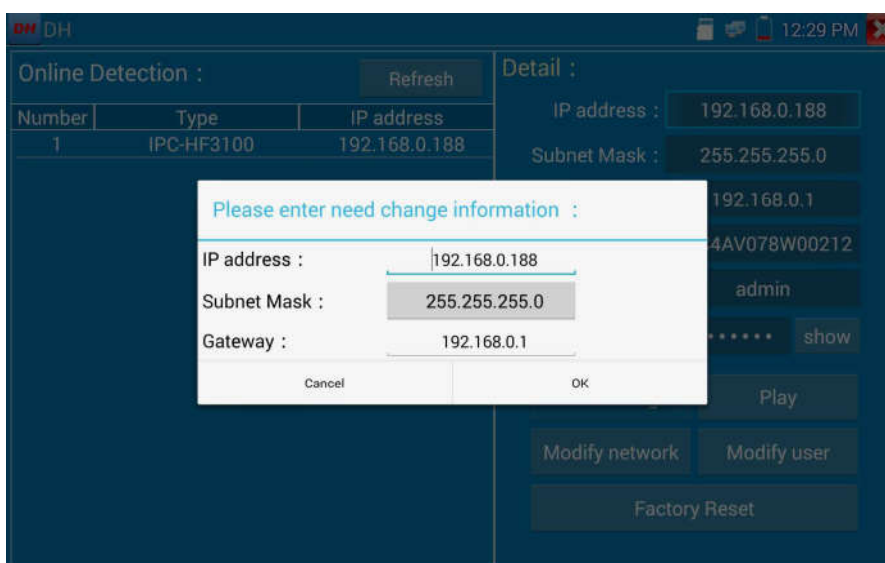 DH DH 12:29 PM
Online Detection : Refresh
Number Type IP address
1 IPC-HF3100 192.168.0.188
Detail :
IP address : 192.168.0.188
Subnet Mask : 255.255.255.0
192.168.0.1
4AV078W00212
admin
•••••• show
Play
Modify network Modify user
Factory Reset
Please enter need change information :
IP address : 192.168.0.188
Subnet Mask : 255.255.255.0
Gateway : 192.168.0.1
Cancel OK